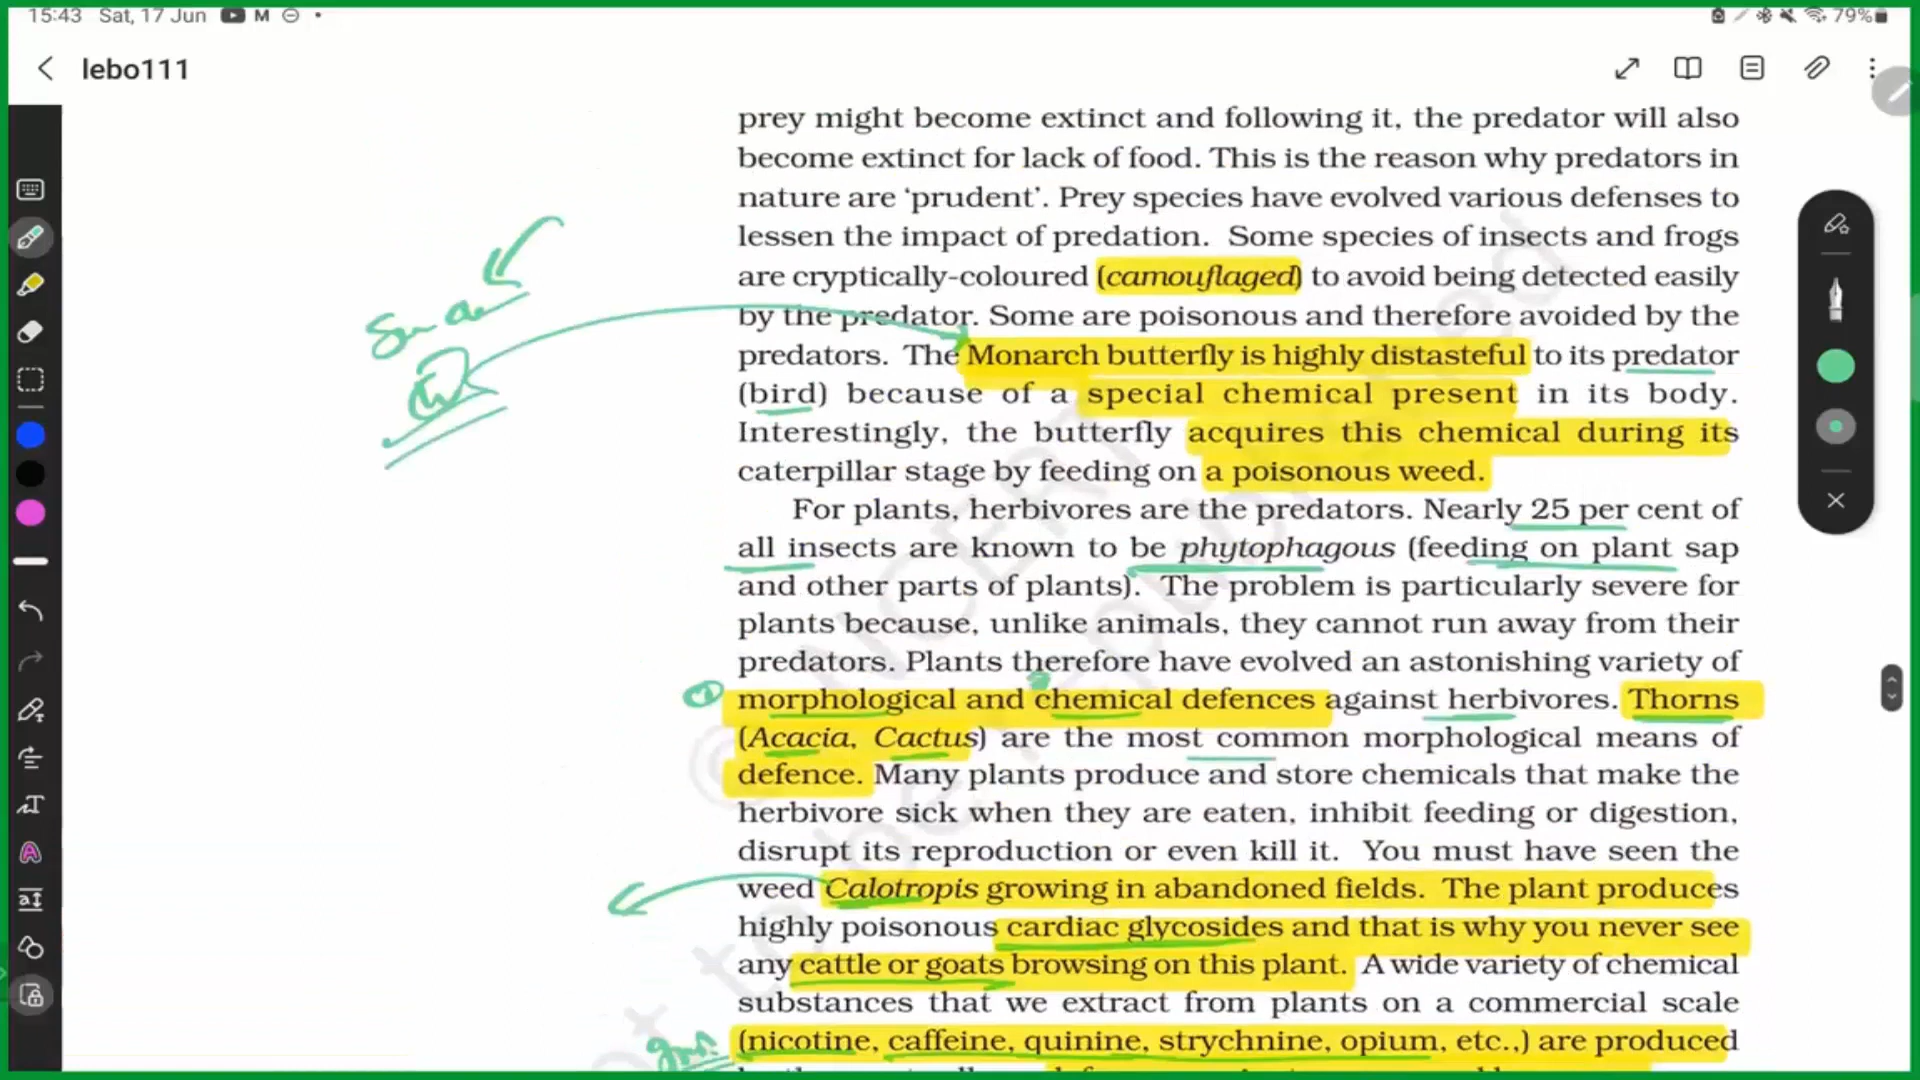 15:43 Sat, 17 Jun M 79%
lebo111
prey might become extinct and following it, the predator will also
become extinct for lack of food. This is the reason why predators in
nature are ‘prudent’. Prey species have evolved various defenses to
lessen the impact of predation. Some species of insects and frogs
are cryptically-coloured (camouflaged) to avoid being detected easily
by the predator. Some are poisonous and therefore avoided by the
predators. The Monarch butterfly is highly distasteful to its predator
(bird) because of a special chemical present in its body.
Interestingly, the butterfly acquires this chemical during its
caterpillar stage by feeding on a poisonous weed.
For plants, herbivores are the predators. Nearly 25 per cent of
all insects are known to be phytophagous (feeding on plant sap
and other parts of plants). The problem is particularly severe for
plants because, unlike animals, they cannot run away from their
predators. Plants therefore have evolved an astonishing variety of
morphological and chemical defences against herbivores. Thorns
(Acacia, Cactus) are the most common morphological means of
defence. Many plants produce and store chemicals that make the
herbivore sick when they are eaten, inhibit feeding or digestion,
disrupt its reproduction or even kill it. You must have seen the
weed Calotropis growing in abandoned fields. The plant produces
highly poisonous cardiac glycosides and that is why you never see
any cattle or goats browsing on this plant. A wide variety of chemical
substances that we extract from plants on a commercial scale
(nicotine, caffeine, quinine, strychnine, opium, etc.,) are produced
© NCERT
not to be republished